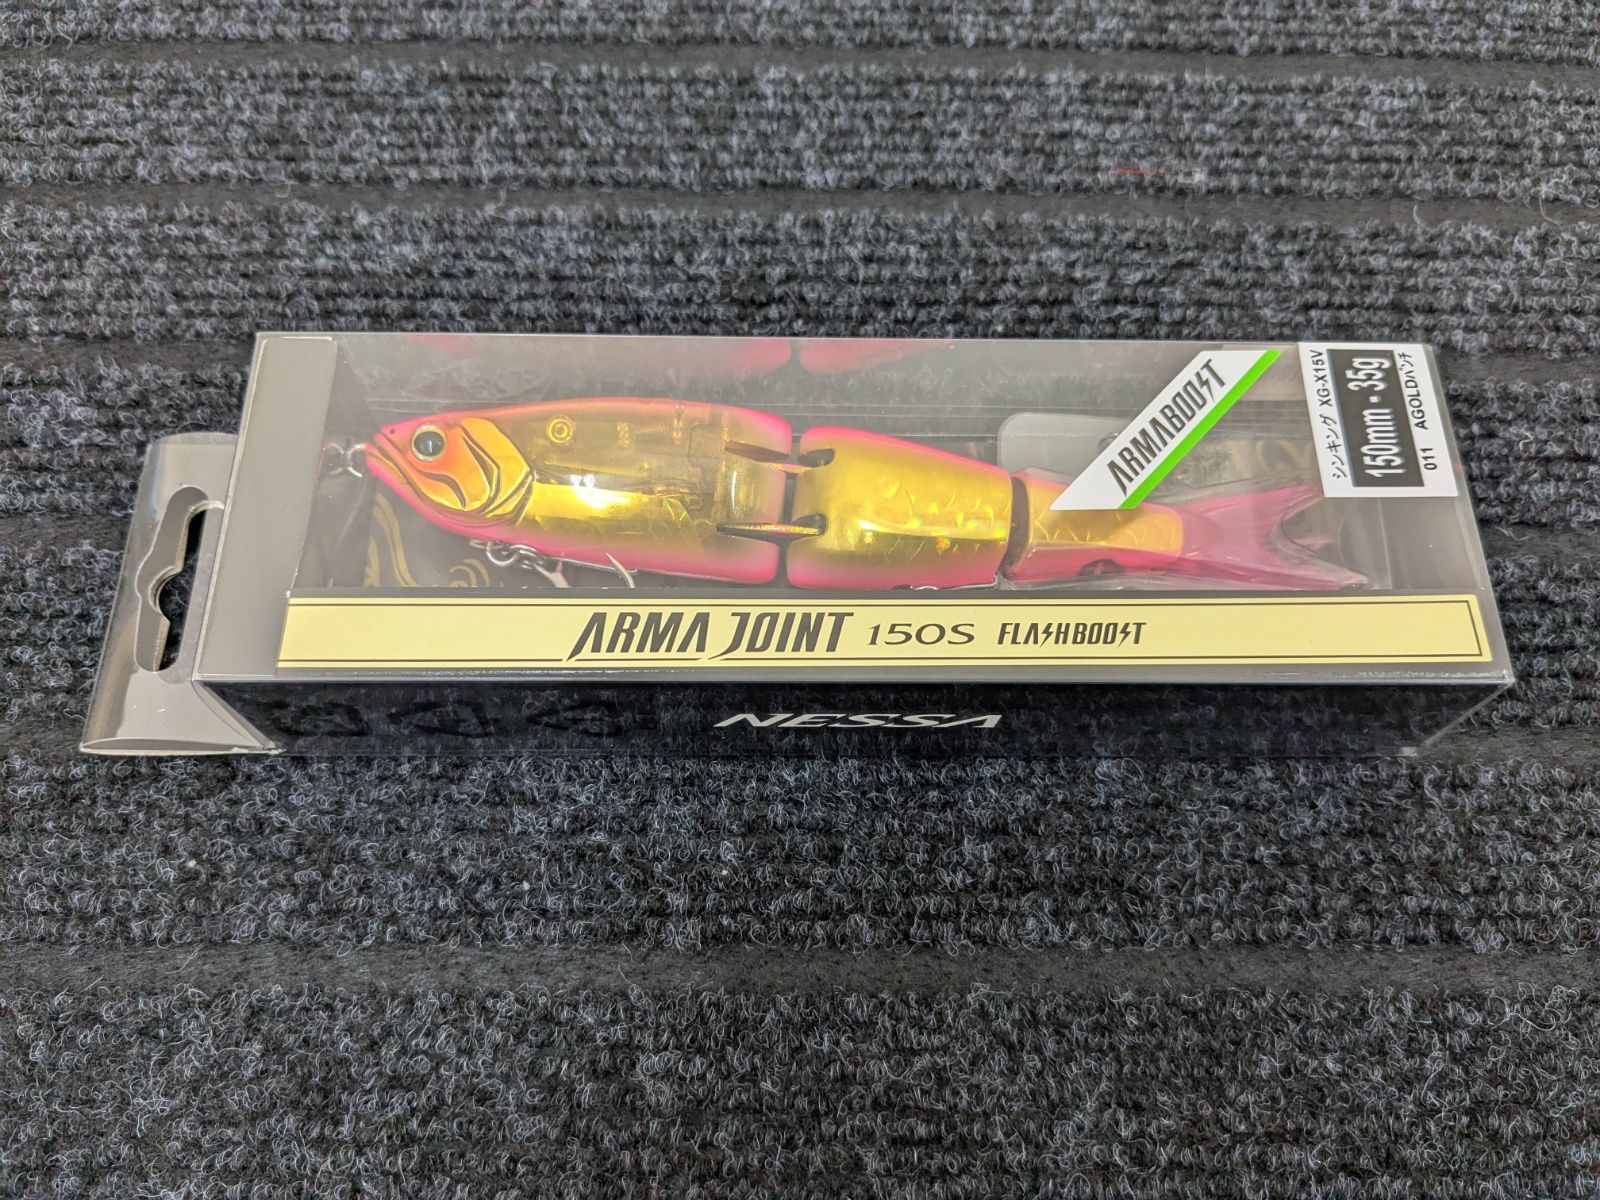 ARMABOOST
シンキング XG-X15V
150mm・35g
011 AGOLDパンチ
ARMA JOINT 150S FLASHBOOST
NESSA